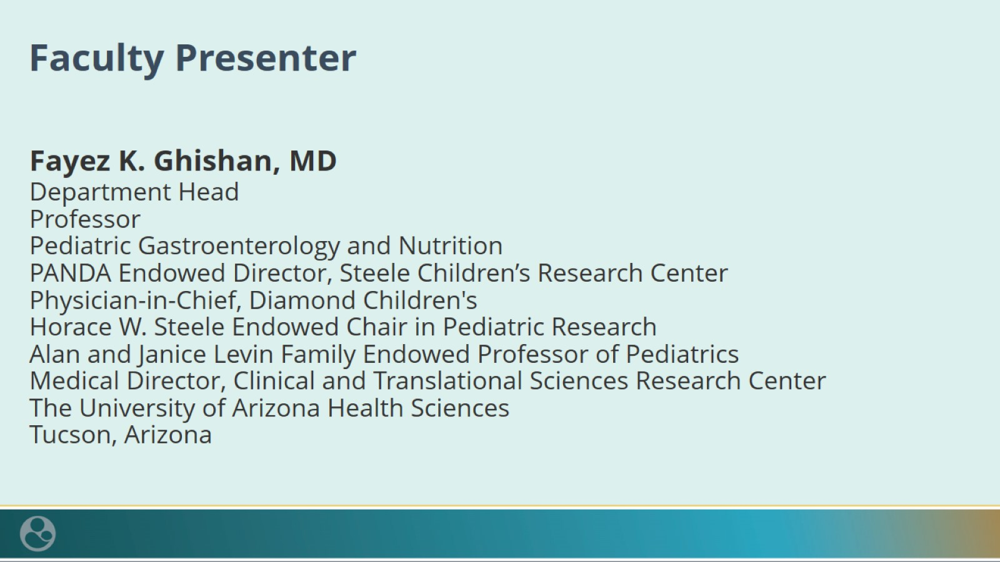 Faculty Presenter
Fayez K. Ghishan, MD
Department Head
Professor
Pediatric Gastroenterology and Nutrition
PANDA Endowed Director, Steele Children’s Research Center
Physician-in-Chief, Diamond Children's
Horace W. Steele Endowed Chair in Pediatric Research
Alan and Janice Levin Family Endowed Professor of Pediatrics
Medical Director, Clinical and Translational Sciences Research Center
The University of Arizona Health Sciences
Tucson, Arizona